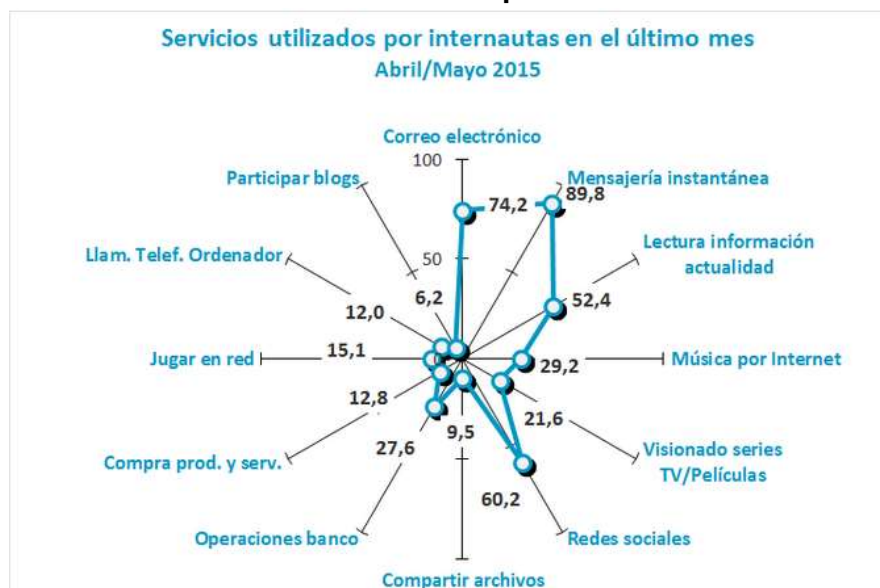 Servicios utilizados por internautas en el último mes
Abril/Mayo 2015
Correo electrónico
100
Participar blogs
74,2
Mensajería instantánea
89,8
Llam. Telef. Ordenador
50
Lectura información
actualidad
6,2
12,0
52,4
Jugar en red
15,1
29,2
Música por Internet
12,8
21,6
27,6
9,5
Compra prod. y serv.
Visionado series
TV/Películas
60,2
Operaciones banco
Redes sociales
Compartir archivos